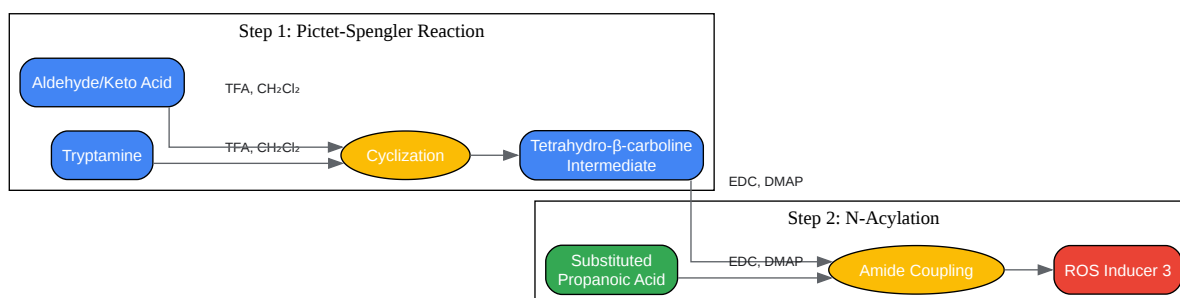 Step 1: Pictet-Spengler Reaction
Aldehyde/Keto Acid
TFA, CH₂Cl₂
Tryptamine
TFA, CH₂Cl₂
Cyclization
Tetrahydro-β-carboline
Intermediate
EDC, DMAP
Step 2: N-Acylation
Substituted
Propanoic Acid
EDC, DMAP
Amide Coupling
ROS Inducer 3